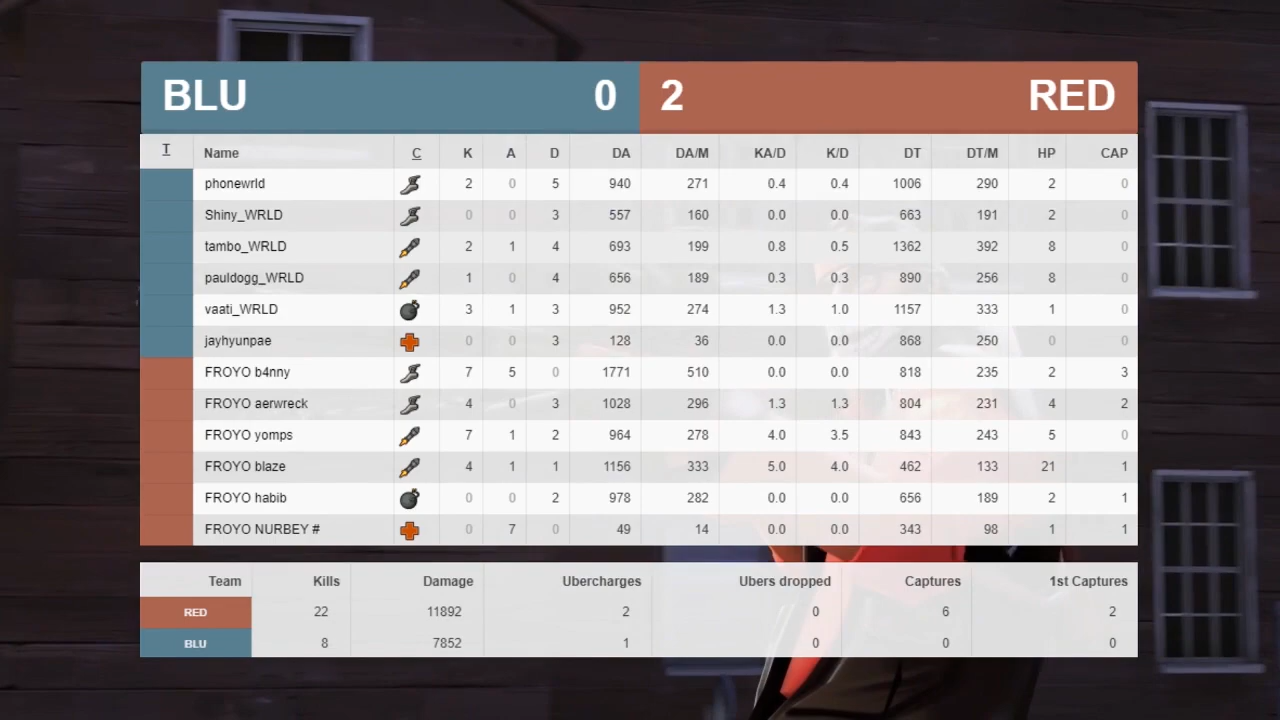 BLU 0 2 RED
T Name C K A D DA DA/M KA/D K/D DT DT/M HP CAP
phonewrld 2 0 5 940 271 0.4 0.4 1006 290 2 0
Shiny_WRLD 0 0 3 557 160 0.0 0.0 663 191 2 0
tambo_WRLD 2 1 4 693 199 0.8 0.5 1362 392 8 0
pauldogg_WRLD 1 0 4 656 189 0.3 0.3 890 256 8 0
vaati_WRLD 3 1 3 952 274 1.3 1.0 1157 333 1 0
jayhyunpae 0 0 3 128 36 0.0 0.0 868 250 0 0
FROYO b4nny 7 5 0 1771 510 0.0 0.0 818 235 2 3
FROYO aerwreck 4 0 3 1028 296 1.3 1.3 804 231 4 2
FROYO yomps 7 1 2 964 278 4.0 3.5 843 243 5 0
FROYO blaze 4 1 1 1156 333 5.0 4.0 462 133 21 1
FROYO habib 0 0 2 978 282 0.0 0.0 656 189 2 1
FROYO NURBEY # 0 7 0 49 14 0.0 0.0 343 98 1 1
Team Kills Damage Ubercharges Ubers dropped Captures 1st Captures
RED 22 11892 2 0 6 2
BLU 8 7852 1 0 0 0